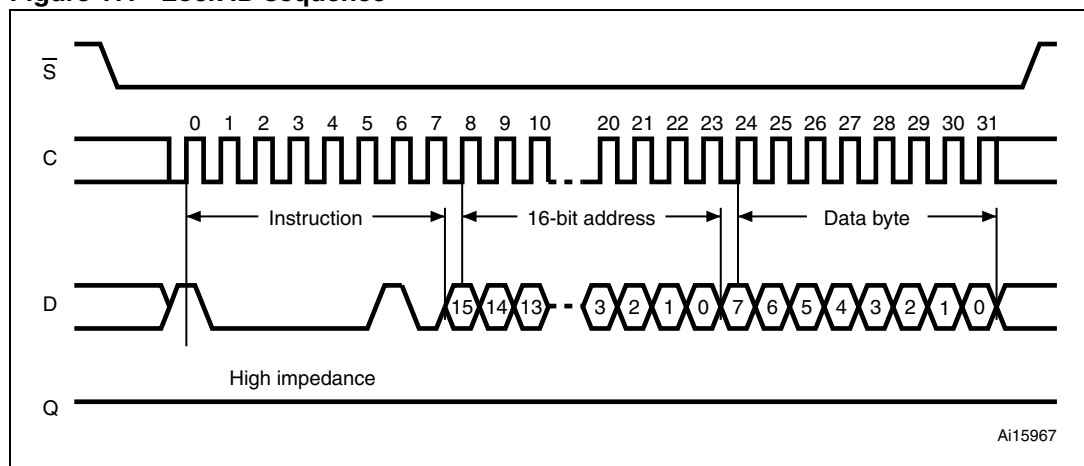 Figure 17. Lock ID sequence
S
0 1 2 3 4 5 6 7 8 9 10 20 21 22 23 24 25 26 27 28 29 30 31
C
Instruction 16-bit address Data byte
D 15 14 13 3 2 1 0 7 6 5 4 3 2 1 0
High impedance
Q
Ai15967